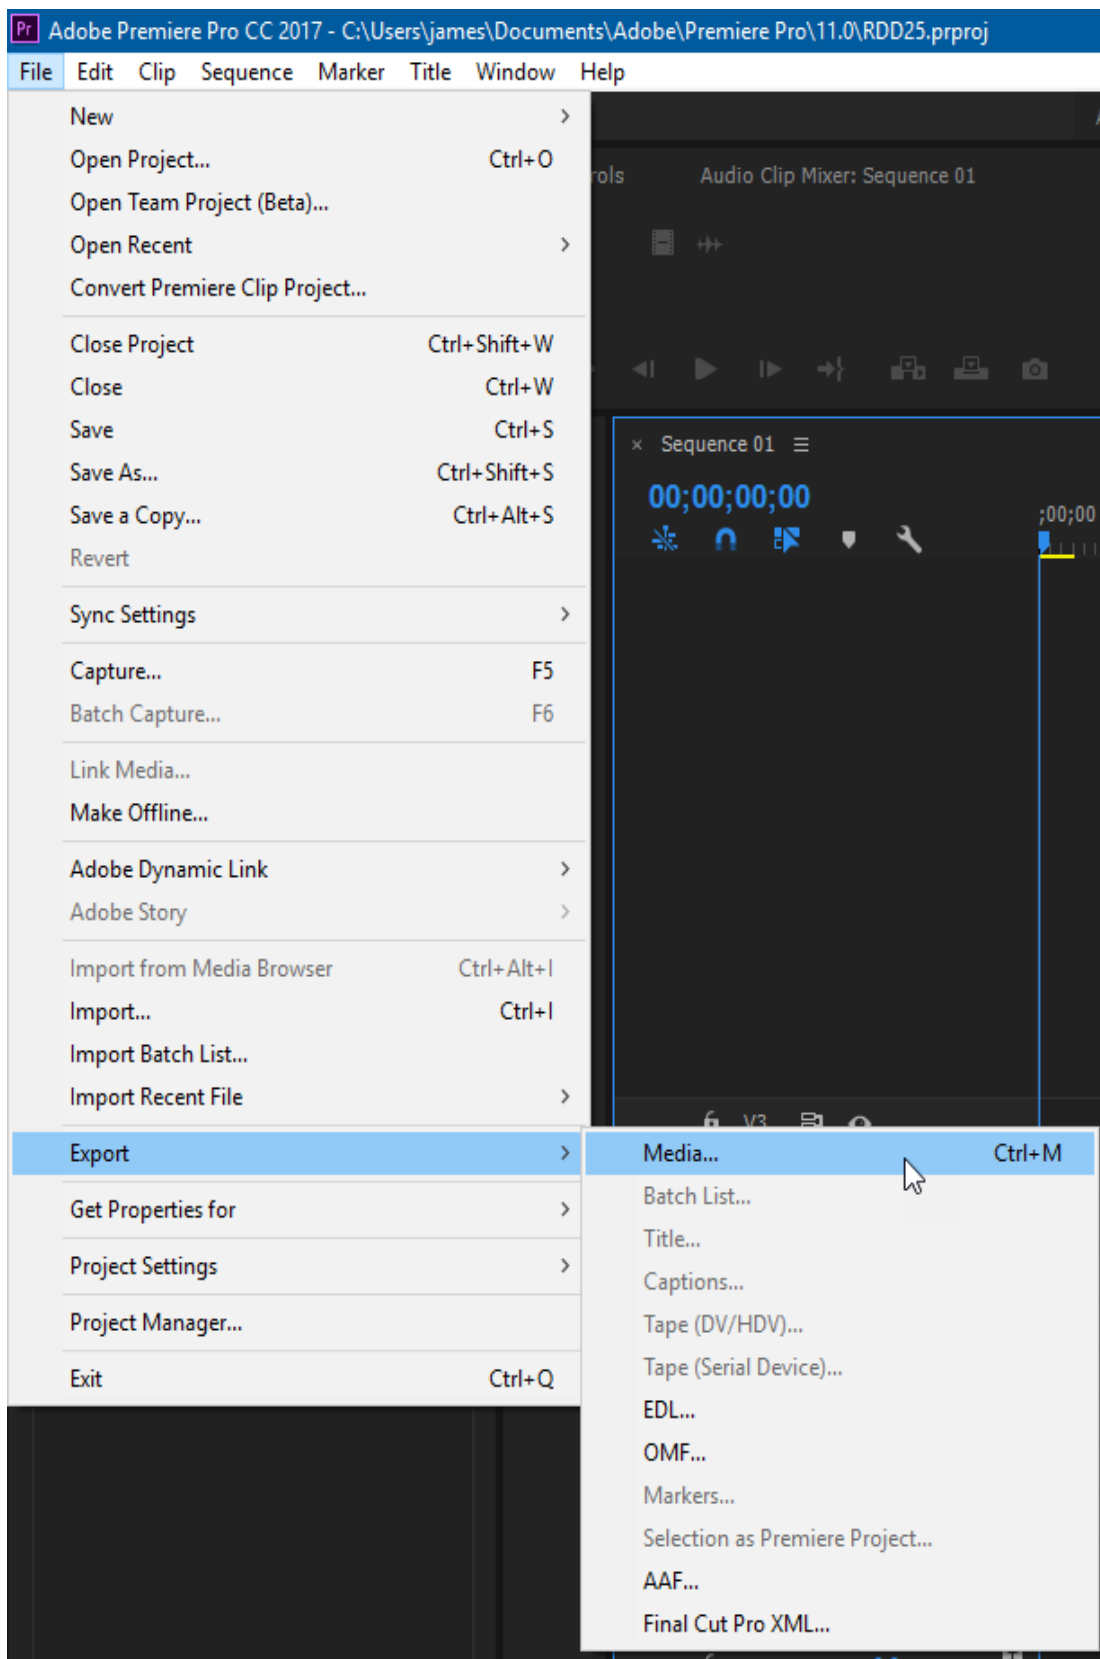 Pr Adobe Premiere Pro CC 2017 - C:\Users\james\Documents\Adobe\Premiere Pro\11.0\RDD25.prproj
File Edit Clip Sequence Marker Title Window Help
New
Open Project... Ctrl+O
Open Team Project (Beta)...
Open Recent
Convert Premiere Clip Project...
Close Project Ctrl+Shift+W
Close Ctrl+W
Save Ctrl+S
Save As... Ctrl+Shift+S
Save a Copy... Ctrl+Alt+S
Revert
Sync Settings
Capture... F5
Batch Capture... F6
Link Media...
Make Offline...
Adobe Dynamic Link
Adobe Story
Import from Media Browser Ctrl+Alt+I
Import... Ctrl+I
Import Batch List...
Import Recent File
Export
Get Properties for
Project Settings
Project Manager...
Exit Ctrl+Q
rols Audio Clip Mixer: Sequence 01
× Sequence 01
00;00;00;00
;00;00
V3
Media... Ctrl+M
Batch List...
Title...
Captions...
Tape (DV/HDV)...
Tape (Serial Device)...
EDL...
OMF...
Markers...
Selection as Premiere Project...
AAF...
Final Cut Pro XML...